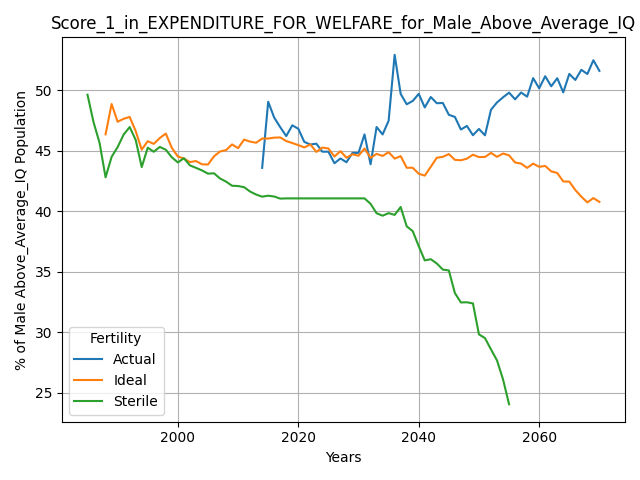 Score_1_in_EXPENDITURE_FOR_WELFARE_for_Male_Above_Average_IQ
% of Male Above_Average_IQ Population
50
45
40
35
30
25
Fertility
Actual
Ideal
Sterile
2000
2020
2040
2060
Years